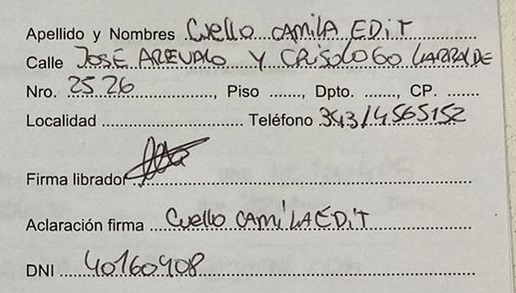 Apellido y Nombres Cuello CAMILA EDIT
Calle JOSE AREVALO Y CRISOLOGO LARRALDE
Nro. 2526, Piso ......, Dpto. ......, CP. ......
Localidad ........................ Teléfono 343/4565152
Firma librador
Aclaración firma Cuello CAMILA EDIT
DNI 40160408